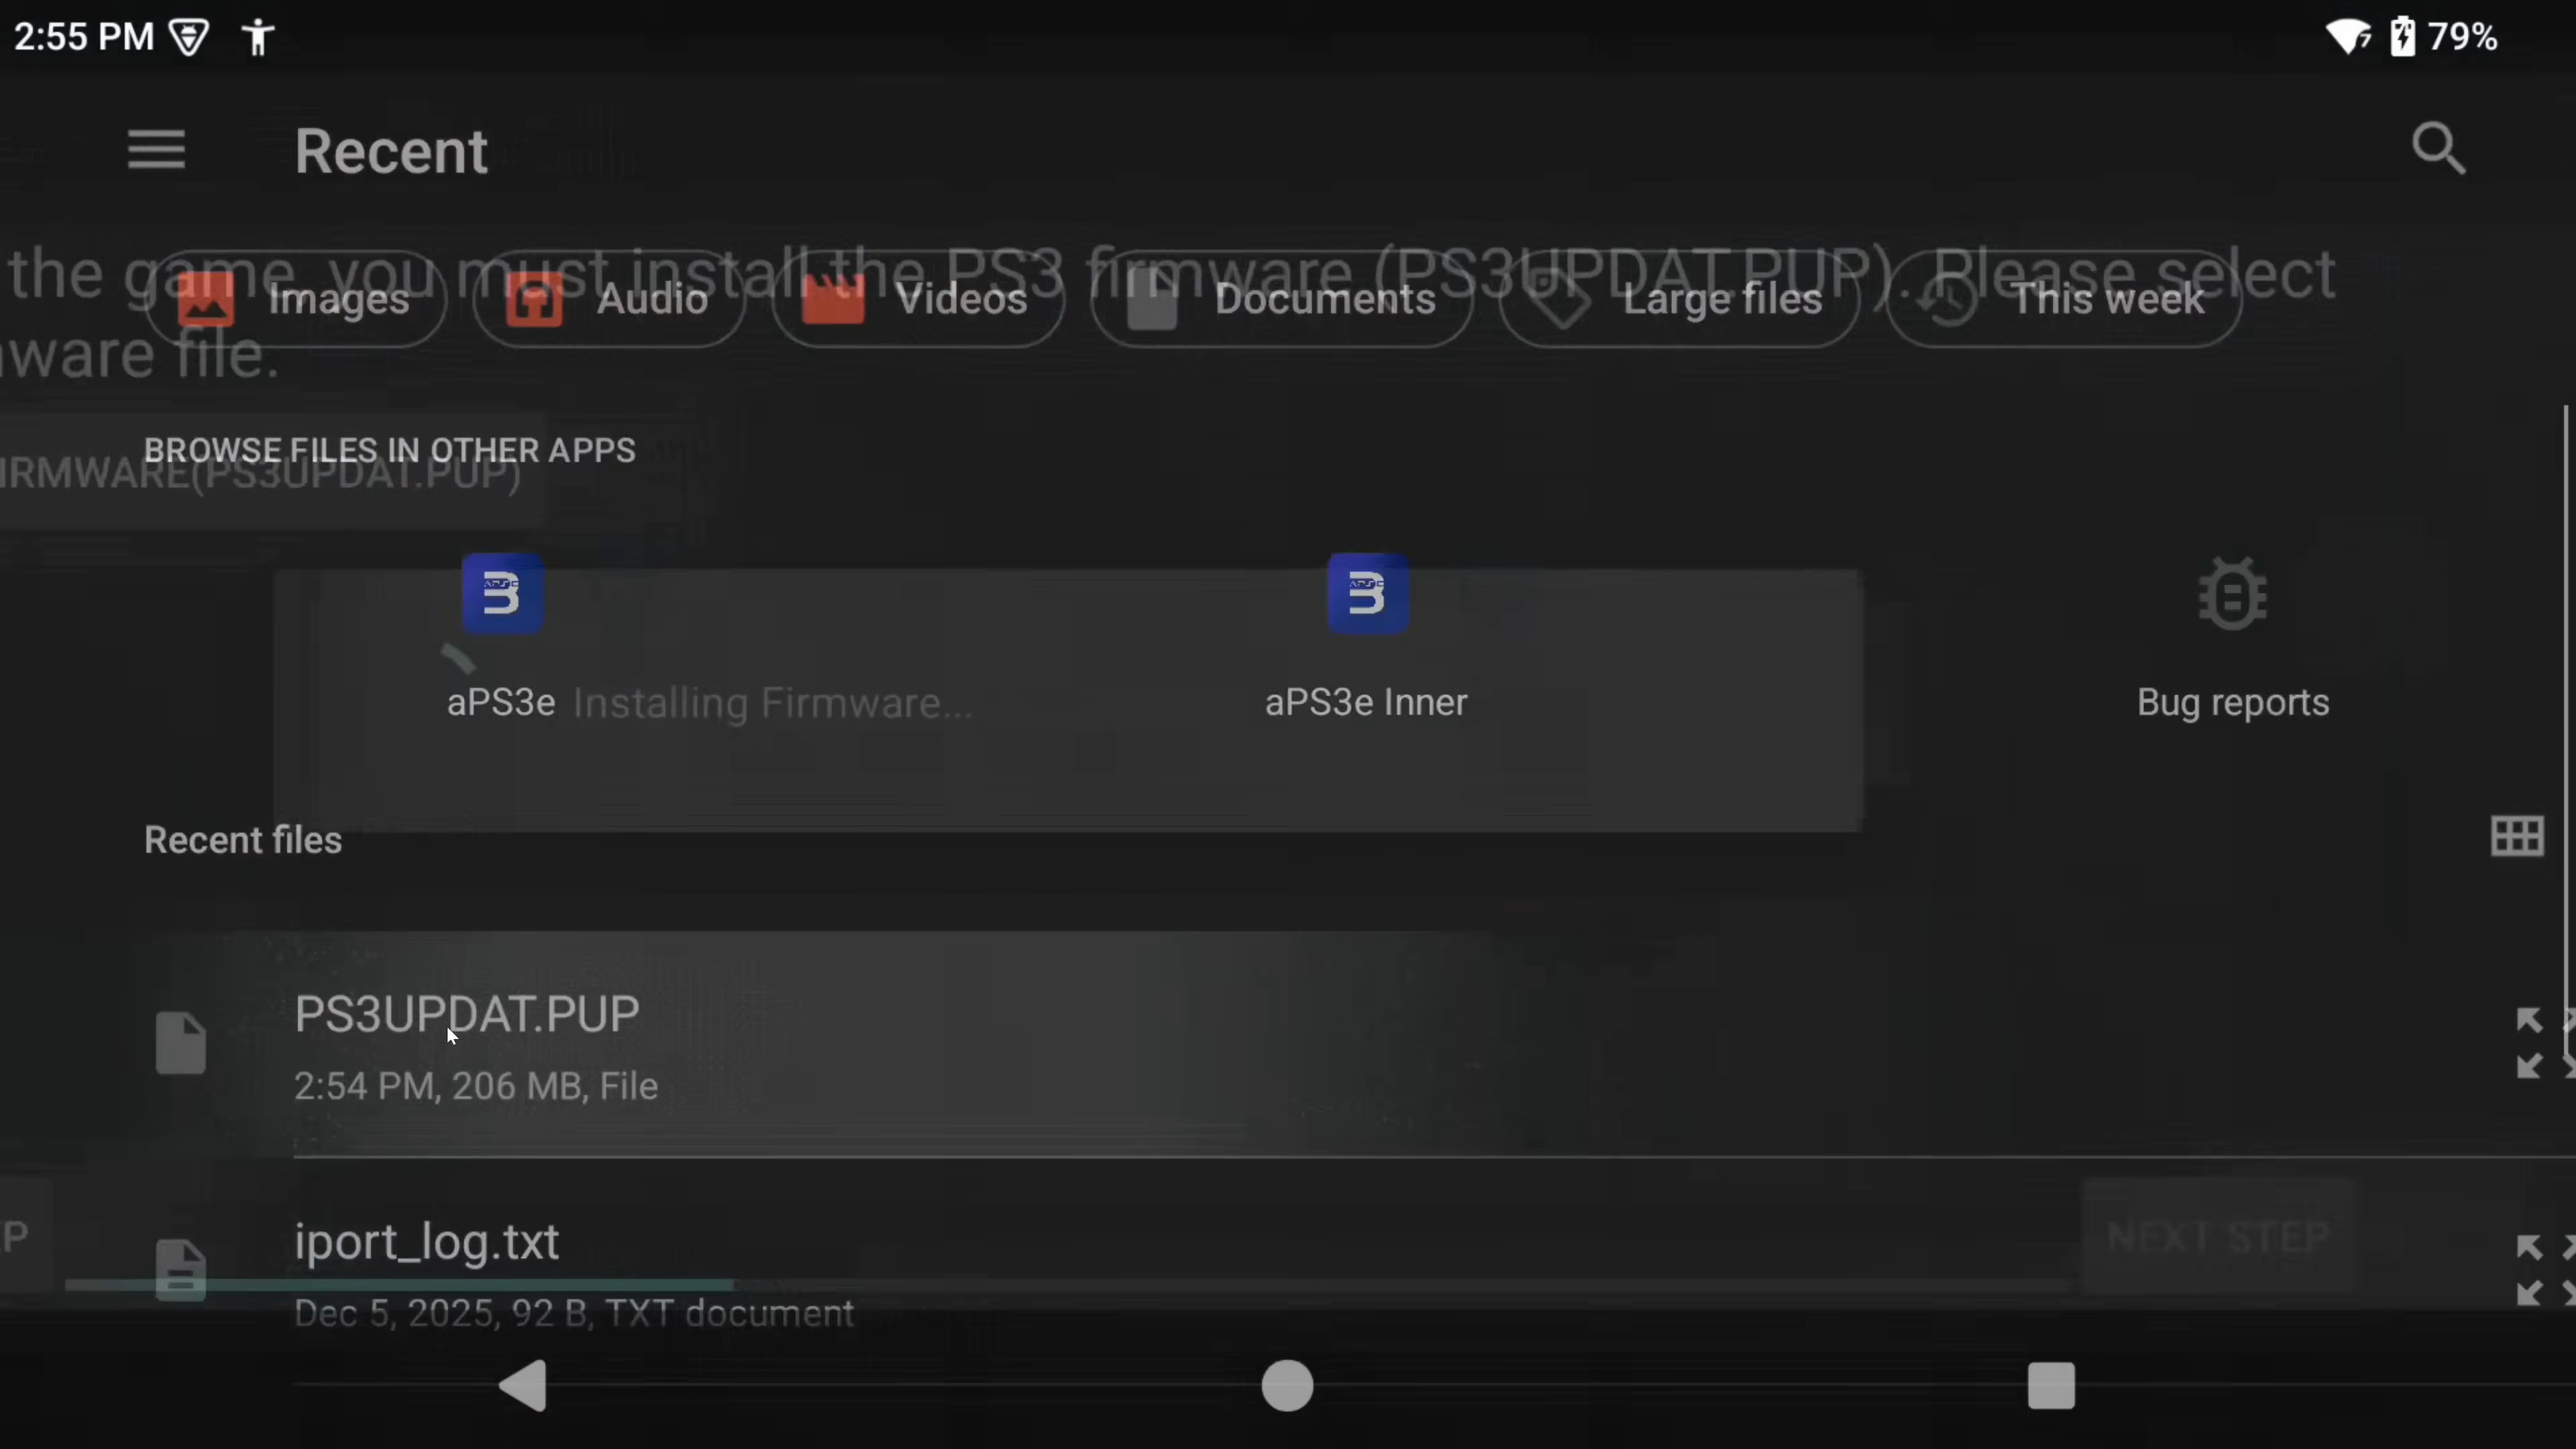 2:55 PM
79%
Recent
the game, you must install the PS3 firmware (PS3UPDAT.PUP). Please select
Images
Audio
Videos
Documents
Large files
This week
ware file.
BROWSE FILES IN OTHER APPS
IRMWARE(PS3UPDAT.PUP)
aPS3e
Installing Firmware...
aPS3e Inner
Bug reports
Recent files
PS3UPDAT.PUP
2:54 PM, 206 MB, File
P
NEXT STEP
iport_log.txt
Dec 5, 2025, 92 B, TXT document